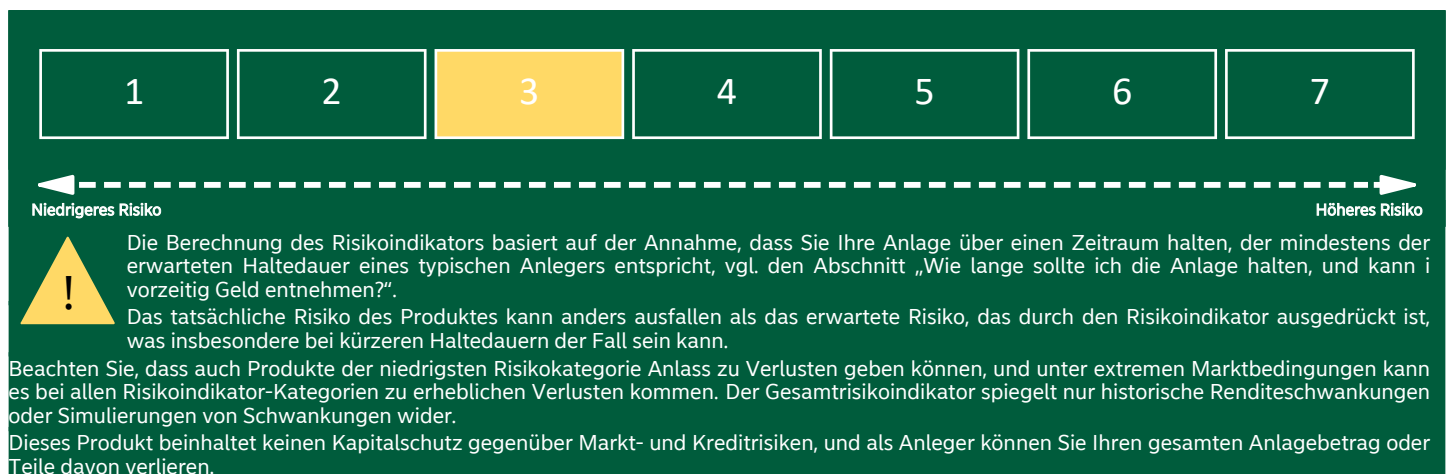 1 2 3 4 5 6 7
Niedrigeres Risiko Höheres Risiko
!
Die Berechnung des Risikoindikators basiert auf der Annahme, dass Sie Ihre Anlage über einen Zeitraum halten, der mindestens der
erwarteten Haltedauer eines typischen Anlegers entspricht, vgl. den Abschnitt „Wie lange sollte ich die Anlage halten, und kann i
vorzeitig Geld entnehmen?“.
Das tatsächliche Risiko des Produktes kann anders ausfallen als das erwartete Risiko, das durch den Risikoindikator ausgedrückt ist,
was insbesondere bei kürzeren Haltedauern der Fall sein kann.
Beachten Sie, dass auch Produkte der niedrigsten Risikokategorie Anlass zu Verlusten geben können, und unter extremen Marktbedingungen kann
es bei allen Risikoindikator-Kategorien zu erheblichen Verlusten kommen. Der Gesamtrisikoindikator spiegelt nur historische Renditeschwankungen
oder Simulierungen von Schwankungen wider.
Dieses Produkt beinhaltet keinen Kapitalschutz gegenüber Markt- und Kreditrisiken, und als Anleger können Sie Ihren gesamten Anlagebetrag oder
Teile davon verlieren.